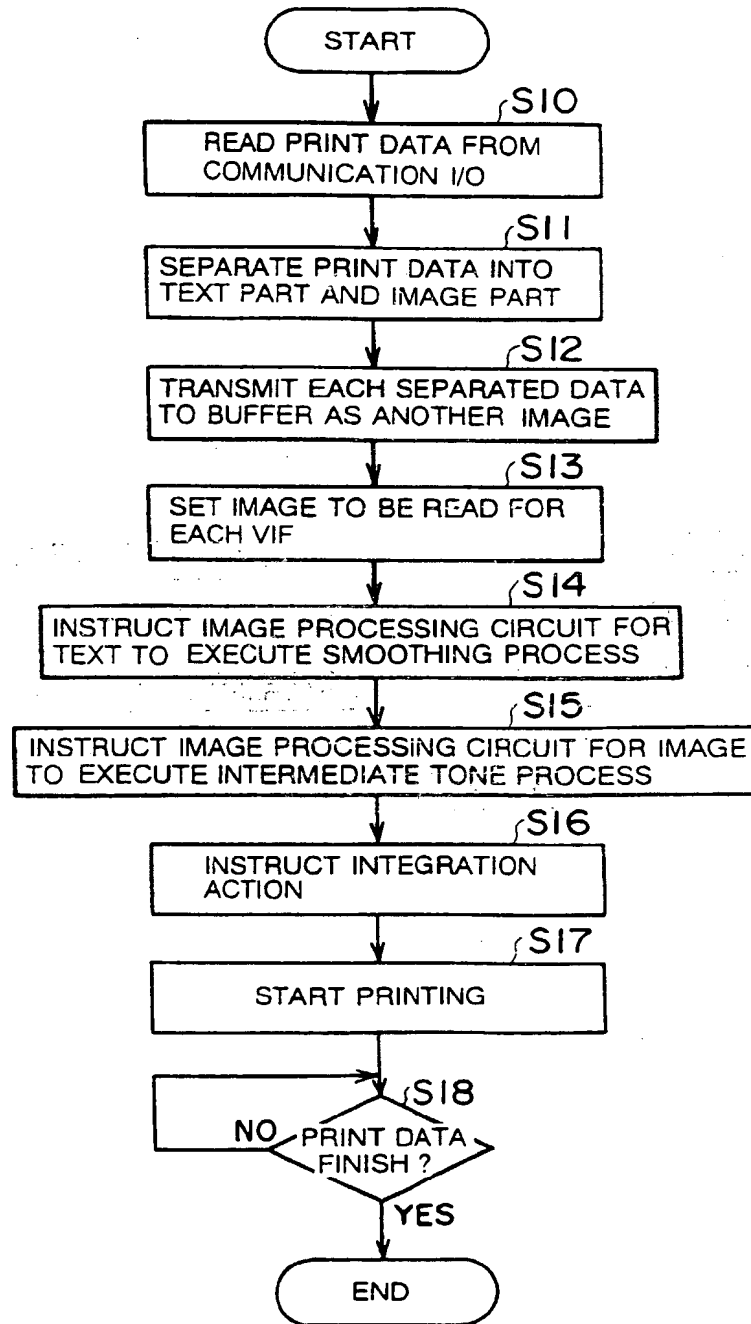 START
S10
READ PRINT DATA FROM
COMMUNICATION I/O
S11
SEPARATE PRINT DATA INTO
TEXT PART AND IMAGE PART
S12
TRANSMIT EACH SEPARATED DATA
TO BUFFER AS ANOTHER IMAGE
S13
SET IMAGE TO BE READ FOR
EACH VIF
S14
INSTRUCT IMAGE PROCESSING CIRCUIT FOR
TEXT TO EXECUTE SMOOTHING PROCESS
S15
INSTRUCT IMAGE PROCESSING CIRCUIT FOR IMAGE
TO EXECUTE INTERMEDIATE TONE PROCESS
S16
INSTRUCT INTEGRATION
ACTION
S17
START PRINTING
S18
NO
PRINT DATA
FINISH ?
YES
END